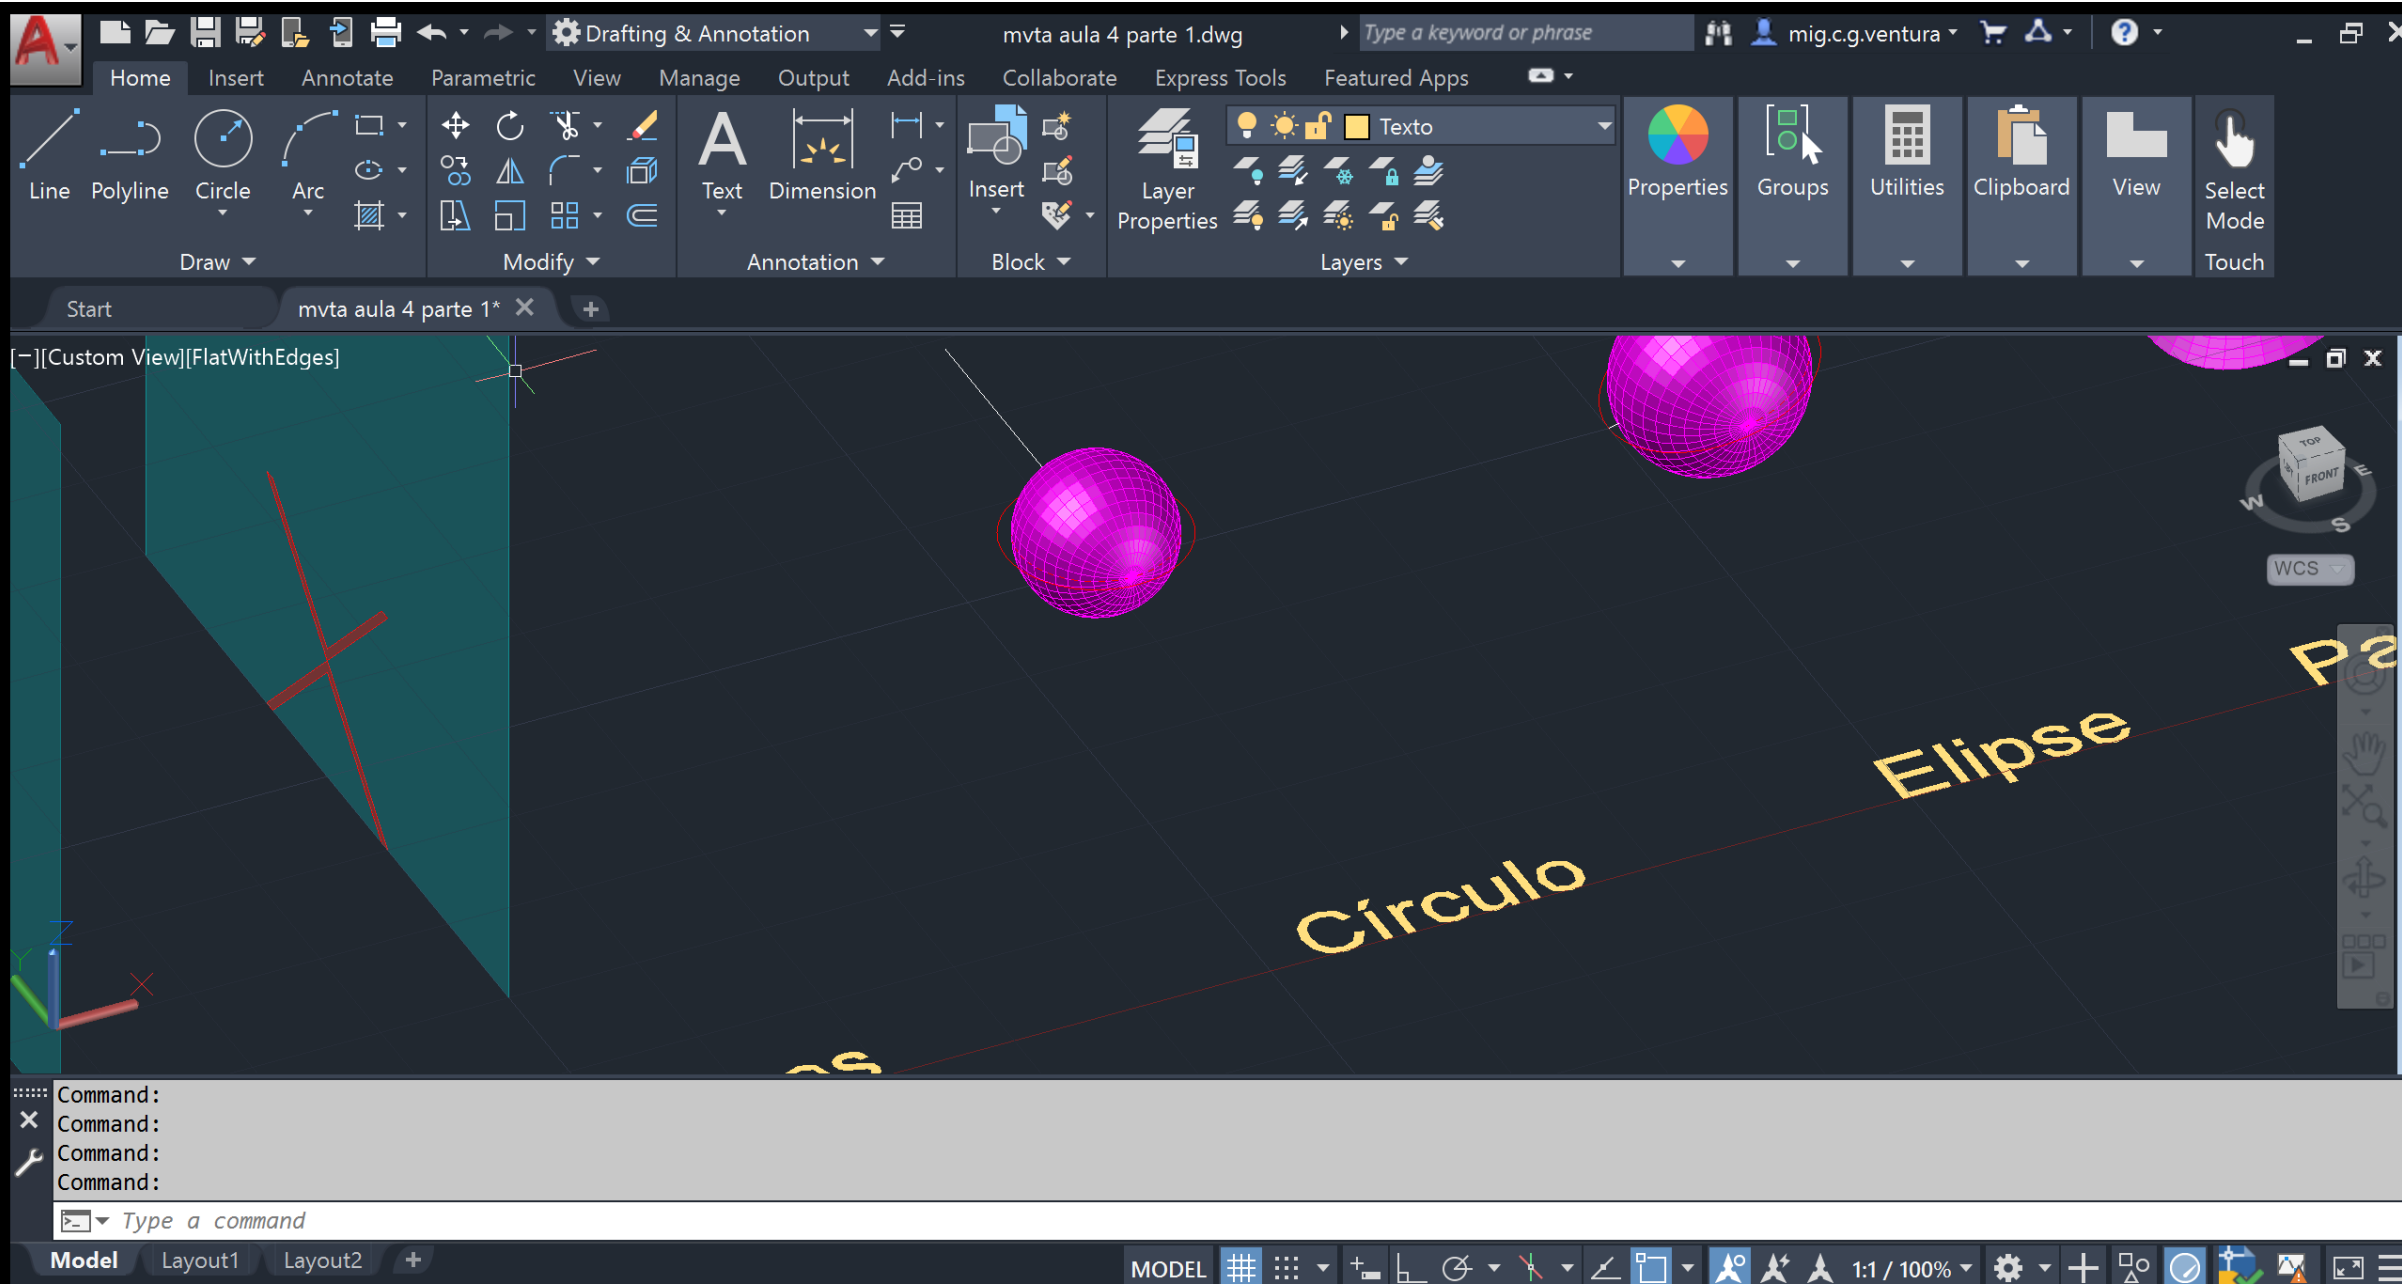 Drafting & Annotation
mvta aula 4 parte 1.dwg
Type a keyword or phrase
mig.c.g.ventura
Home Insert Annotate Parametric View Manage Output Add-ins Collaborate Express Tools Featured Apps
Texto
Line Polyline Circle Arc
Text Dimension
Insert
Layer Properties
Properties Groups Utilities Clipboard View
Select Mode
Draw Modify Annotation Block Layers Touch
Start mvta aula 4 parte 1*
[−][Custom View][FlatWithEdges]
TOP
FRONT
W S E
WCS
Pa
Elipse
Círculo
os
Z
Y X
Command:
Command:
Command:
Command:
Type a command
Model Layout1 Layout2
MODEL 1:1 / 100%